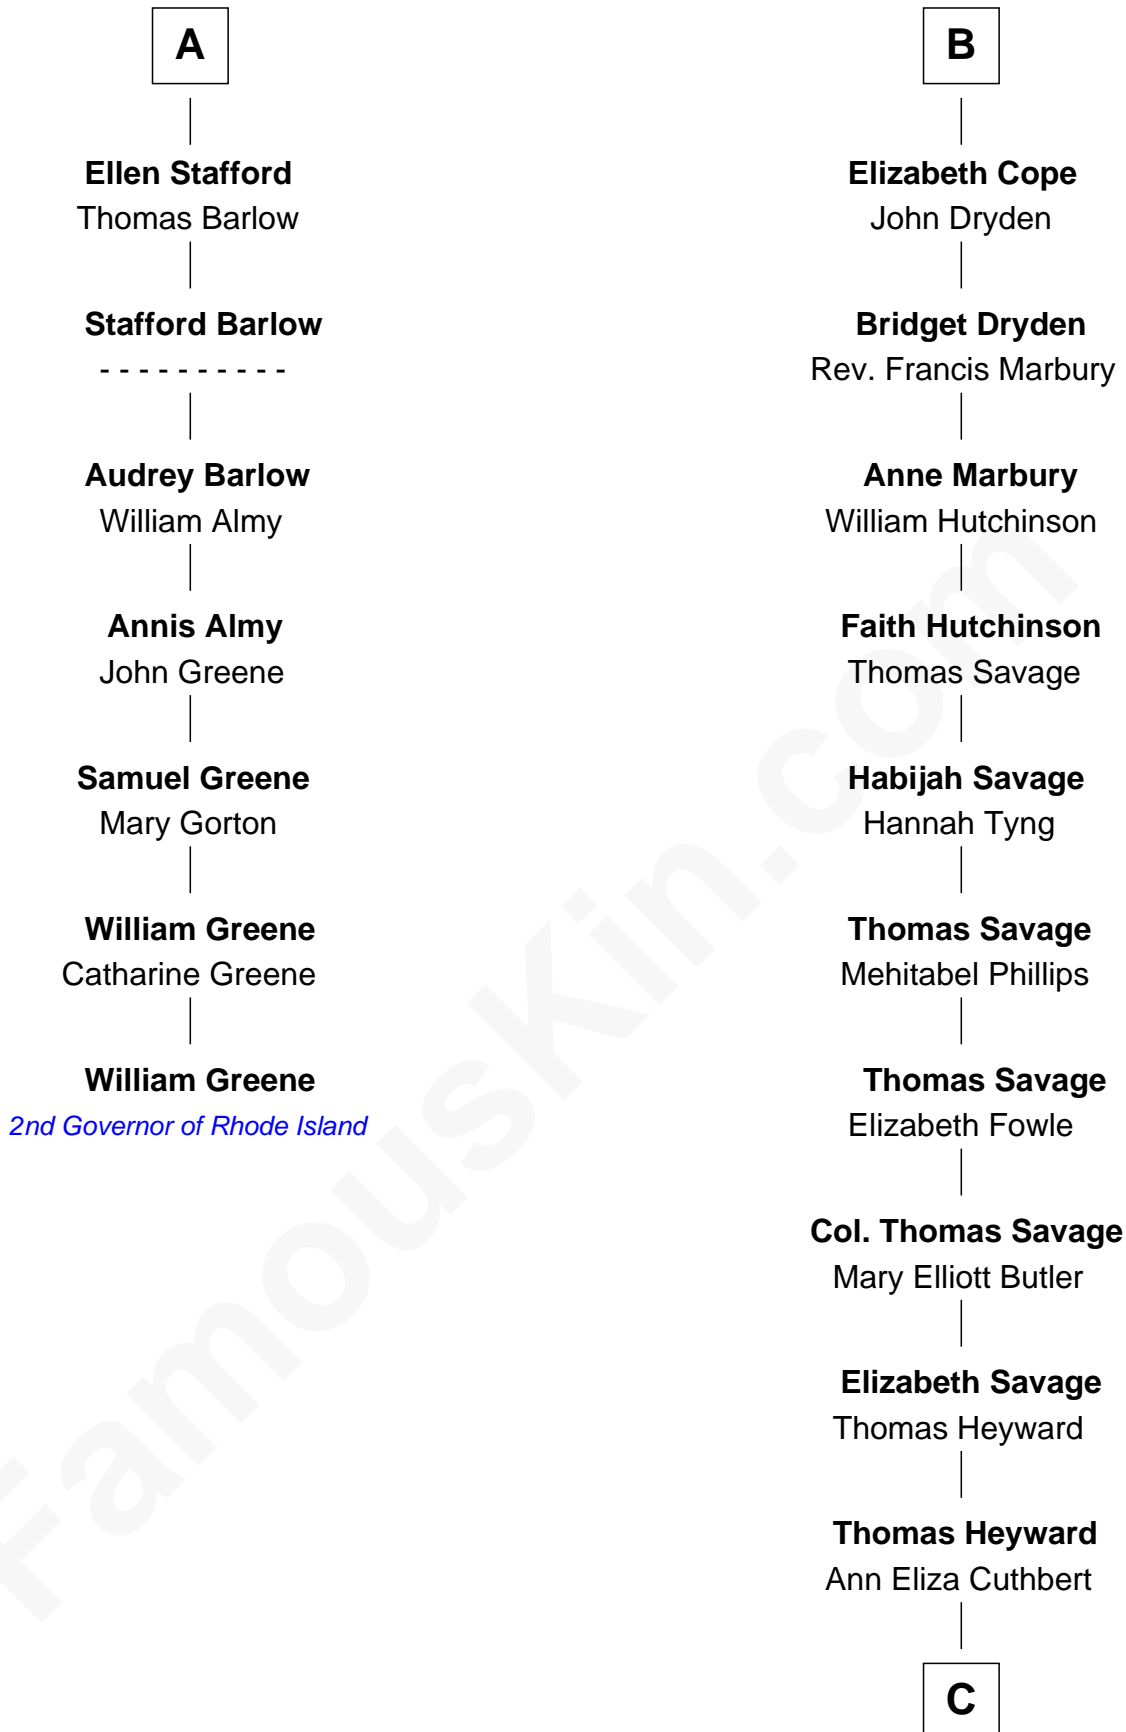 A
Ellen Stafford
Thomas Barlow
Stafford Barlow
- - - - - - - - - -
Audrey Barlow
William Almy
Annis Almy
John Greene
Samuel Greene
Mary Gorton
William Greene
Catharine Greene
William Greene
2nd Governor of Rhode Island
B
Elizabeth Cope
John Dryden
Bridget Dryden
Rev. Francis Marbury
Anne Marbury
William Hutchinson
Faith Hutchinson
Thomas Savage
Habijah Savage
Hannah Tyng
Thomas Savage
Mehitabel Phillips
Thomas Savage
Elizabeth Fowle
Col. Thomas Savage
Mary Elliott Butler
Elizabeth Savage
Thomas Heyward
Thomas Heyward
Ann Eliza Cuthbert
C
FamousKin.com